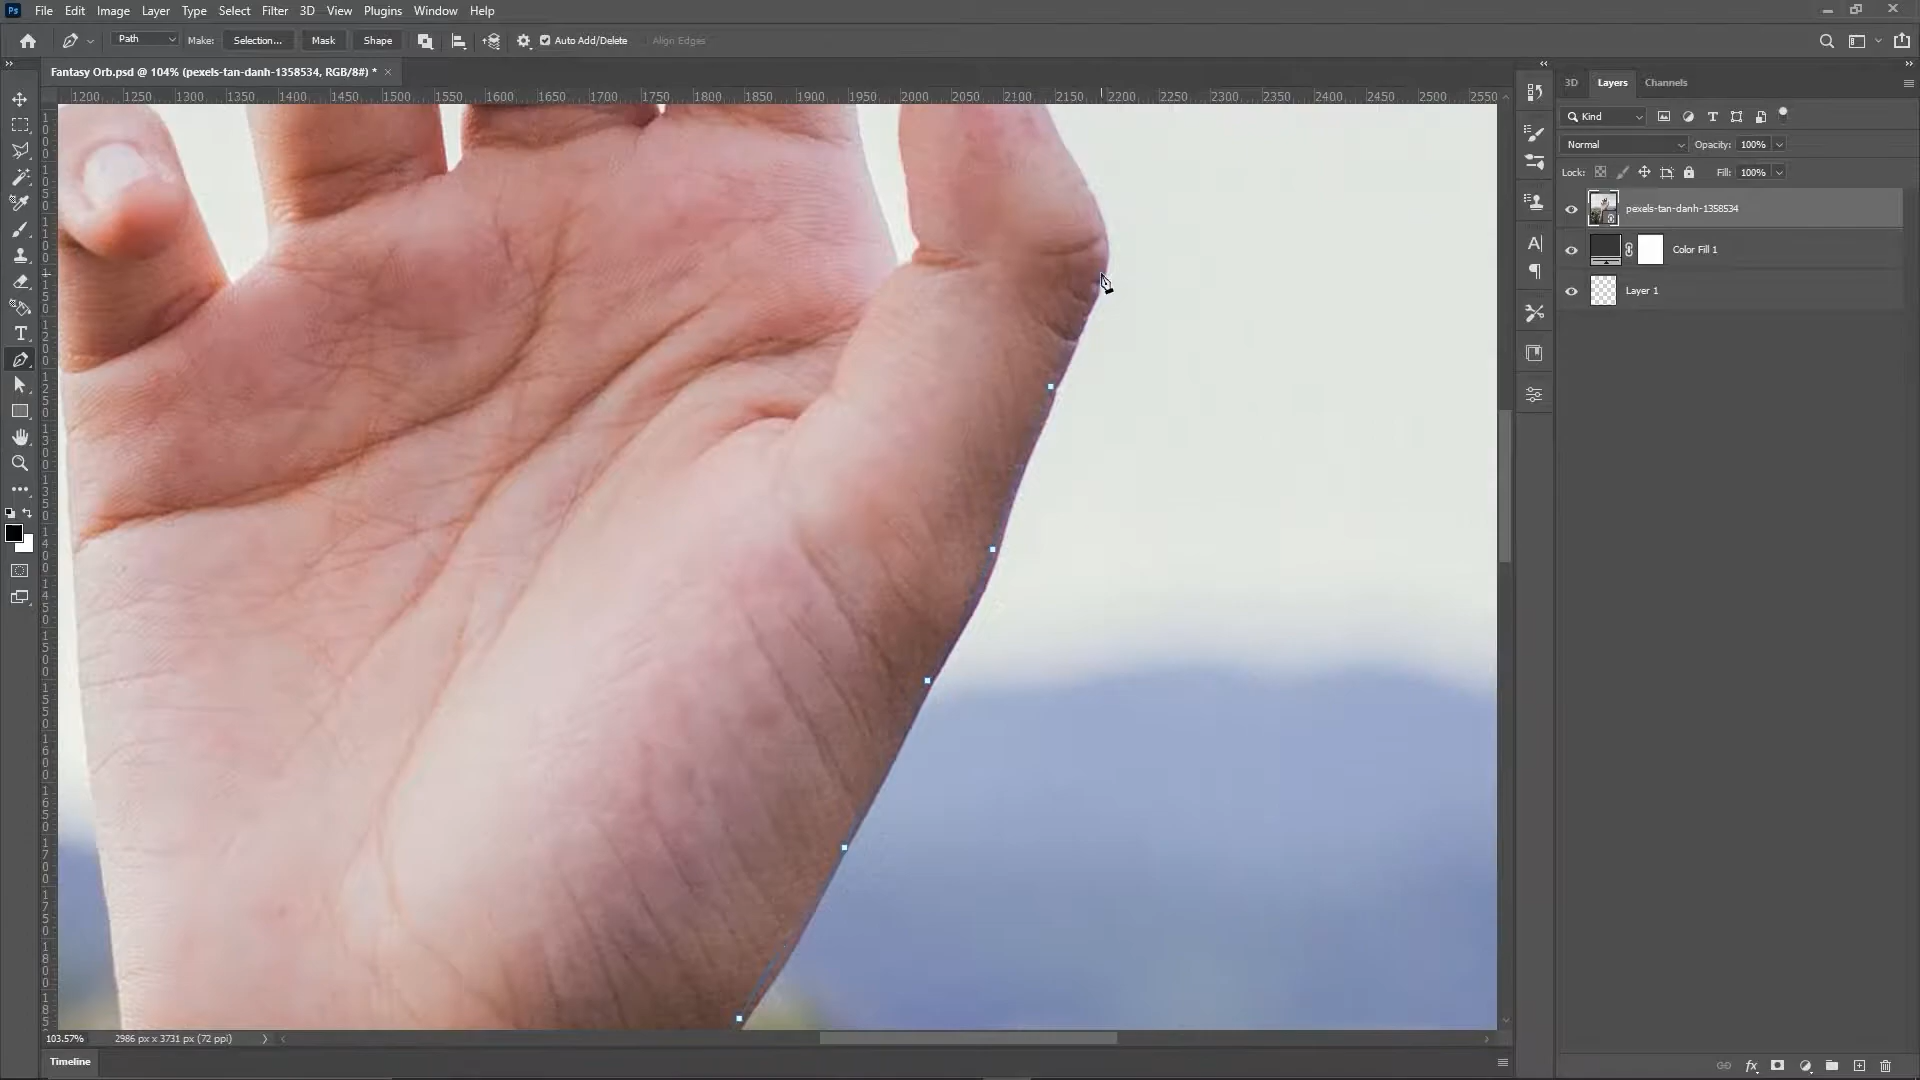 Ps File Edit Image Layer Type Select Filter 3D View Plugins Window Help
Path Make: Selection... Mask Shape Auto Add/Delete Align Edges
Fantasy Orb.psd @ 104% (pexels-tan-danh-1358534, RGB/8#) * ×
1200 1250 1300 1350 1400 1450 1500 1550 1600 1650 1700 1750 1800 1850 1900 1950 2000 2050 2100 2150 2200 2250 2300 2350 2400 2450 2500 2550
3D Layers Channels
Kind
Normal Opacity: 100%
Lock: Fill: 100%
pexels-tan-danh-1358534
Color Fill 1
Layer 1
103.57% 2986 px x 3731 px (72 ppi)
Timeline